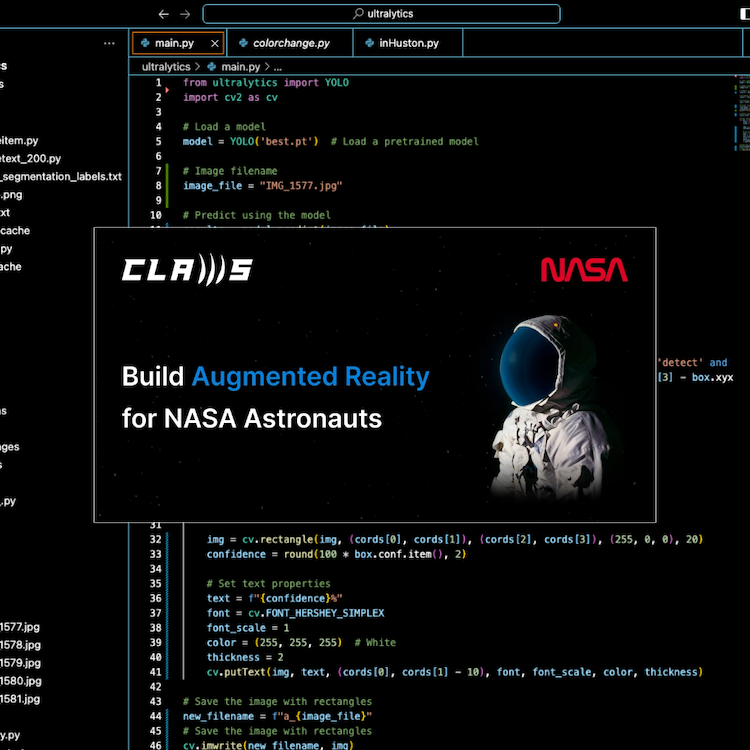 ultralytics
main.py
colorchange.py
inHuston.py
ultralytics > main.py > ...
1 from ultralytics import YOLO
2 import cv2 as cv
3
4 # Load a model
5 model = YOLO('best.pt') # Load a pretrained model
6
7 # Image filename
8 image_file = "IMG_1577.jpg"
9
10 # Predict using the model
CLAWS
NASA
Build Augmented Reality
for NASA Astronauts
'detect' and
[3] - box.xyx
31
32 img = cv.rectangle(img, (cords[0], cords[1]), (cords[2], cords[3]), (255, 0, 0), 20)
33 confidence = round(100 * box.conf.item(), 2)
34
35 # Set text properties
36 text = f"{confidence}%"
37 font = cv.FONT_HERSHEY_SIMPLEX
38 font_scale = 1
39 color = (255, 255, 255) # White
40 thickness = 2
41 cv.putText(img, text, (cords[0], cords[1] - 10), font, font_scale, color, thickness)
42
43 # Save the image with rectangles
44 new_filename = f"a_{image_file}"
45 # Save the image with rectangles
46 cv.imwrite(new_filename, img)
s
s
eitem.py
etext_200.py
_segmentation_labels.txt
.png
xt
cache
py
ache
ns
ages
s
.py
1577.jpg
1578.jpg
1579.jpg
1580.jpg
1581.jpg
y.py